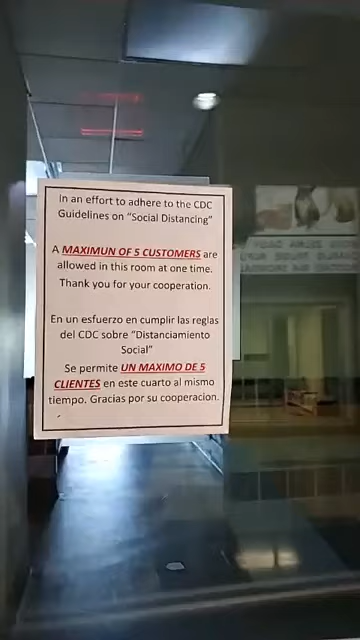 In an effort to adhere to the CDC
Guidelines on “Social Distancing”
A MAXIMUN OF 5 CUSTOMERS are
allowed in this room at one time.
Thank you for your cooperation.
En un esfuerzo en cumplir las reglas
del CDC sobre “Distanciamiento
Social”
Se permite UN MAXIMO DE 5
CLIENTES en este cuarto al mismo
tiempo. Gracias por su cooperacion.